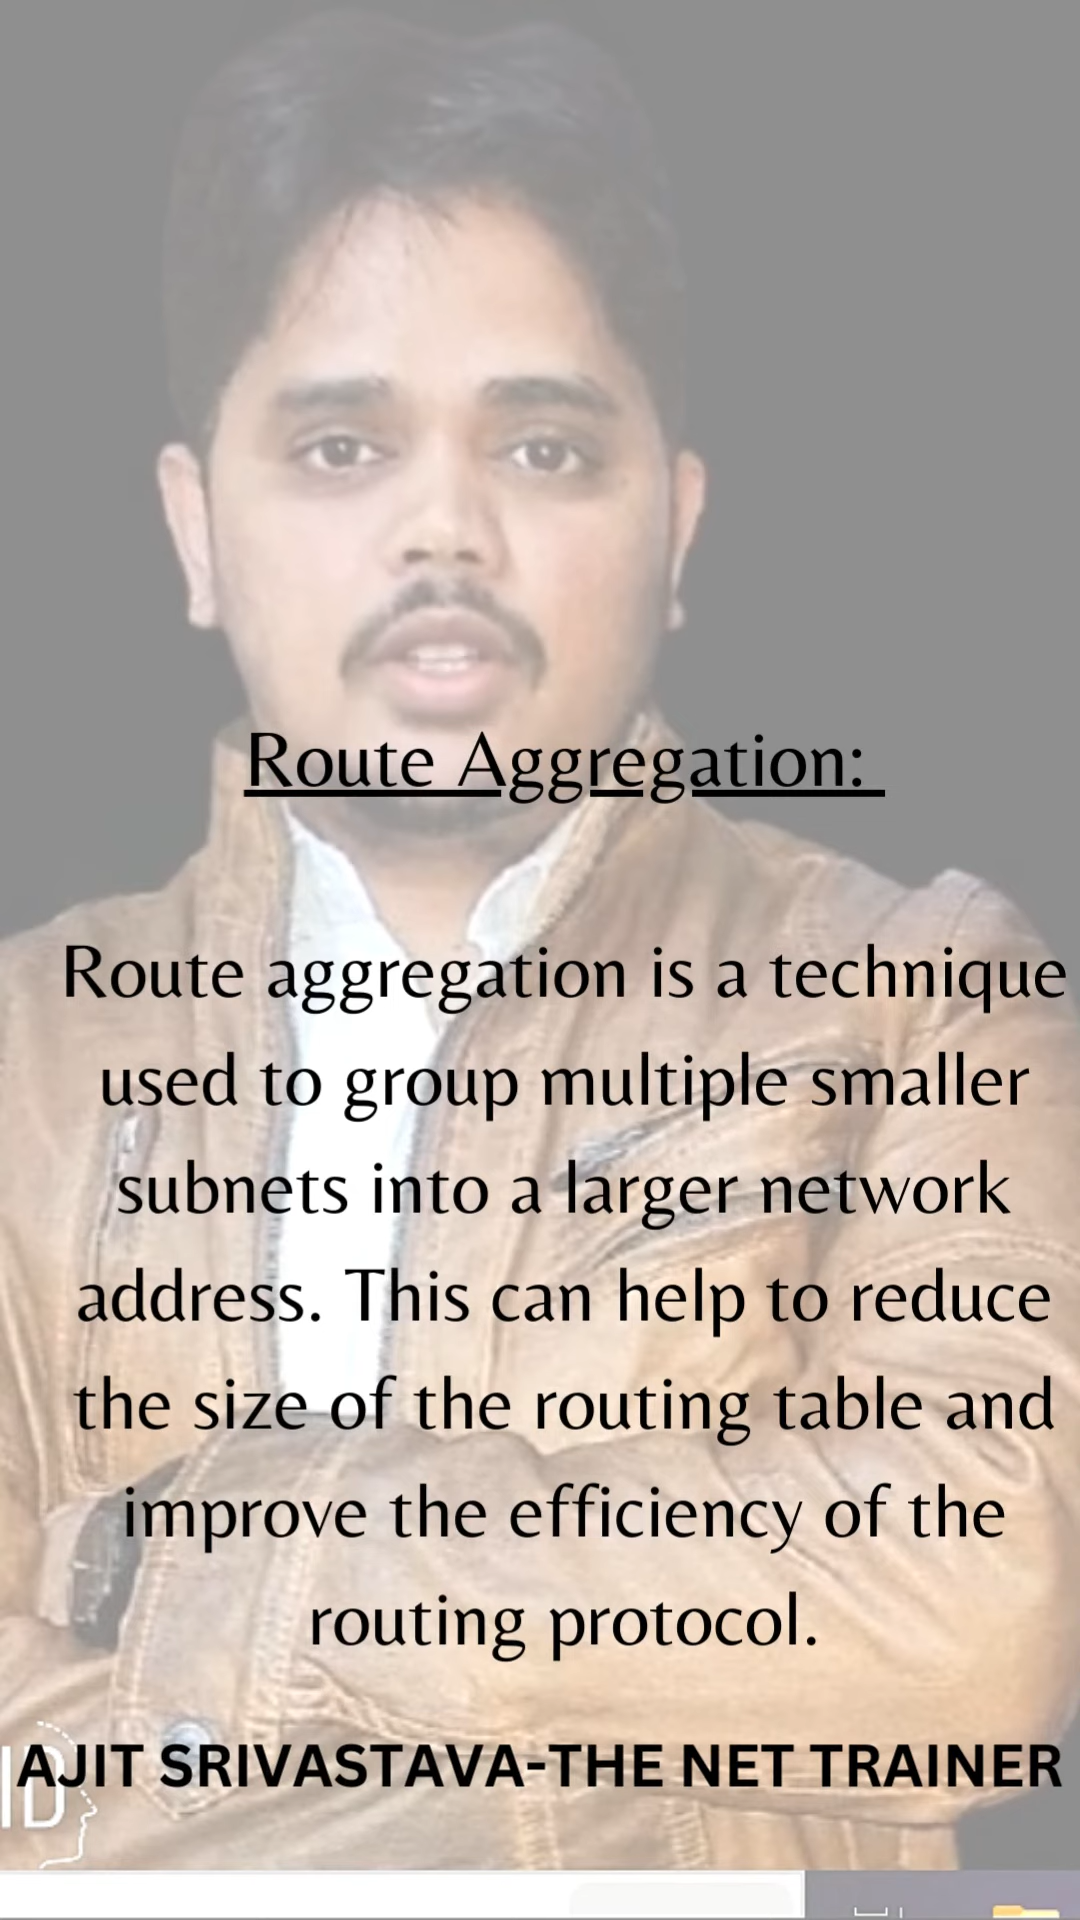 Route Aggregation:
Route aggregation is a technique
used to group multiple smaller
subnets into a larger network
address. This can help to reduce
the size of the routing table and
improve the efficiency of the
routing protocol.
AJIT SRIVASTAVA-THE NET TRAINER
ID